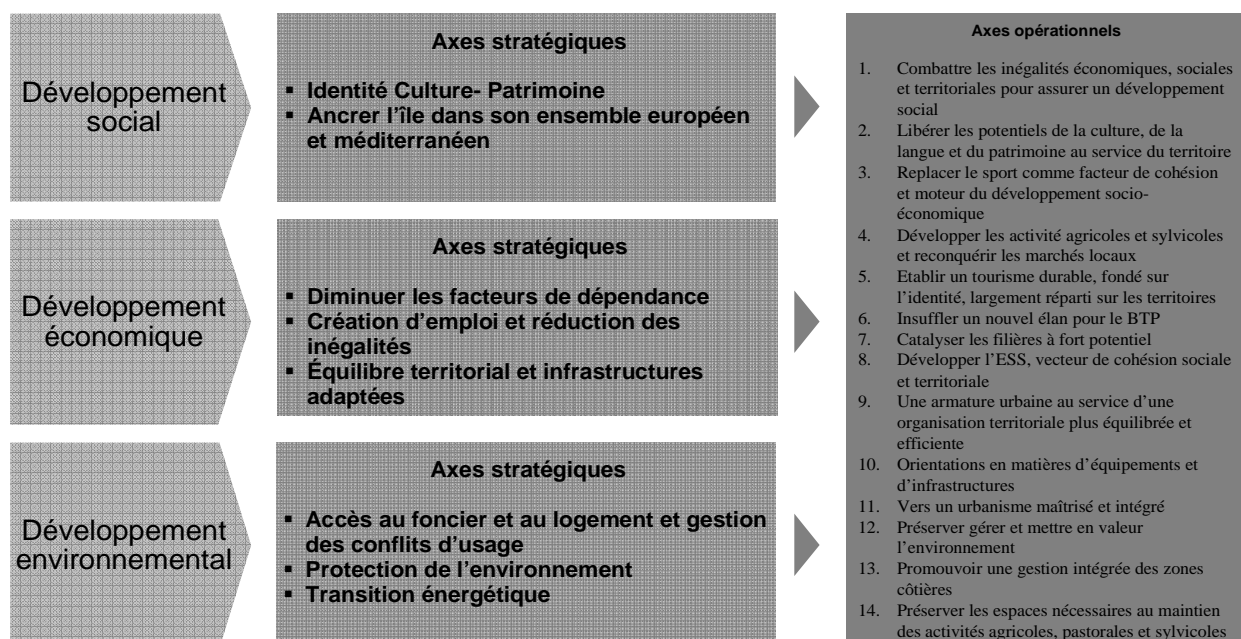 Développement
social
Axes stratégiques
▪ Identité Culture- Patrimoine
▪ Ancrer l'île dans son ensemble européen
et méditerranéen
Développement
économique
Axes stratégiques
▪ Diminuer les facteurs de dépendance
▪ Création d'emploi et réduction des
inégalités
▪ Équilibre territorial et infrastructures
adaptées
Développement
environnemental
Axes stratégiques
▪ Accès au foncier et au logement et gestion
des conflits d'usage
▪ Protection de l'environnement
▪ Transition énergétique
Axes opérationnels
1. Combattre les inégalités économiques, sociales
et territoriales pour assurer un développement
social
2. Libérer les potentiels de la culture, de la
langue et du patrimoine au service du territoire
3. Replacer le sport comme facteur de cohésion
et moteur du développement socio-
économique
4. Développer les activité agricoles et sylvicoles
et reconquérir les marchés locaux
5. Etablir un tourisme durable, fondé sur
l'identité, largement réparti sur les territoires
6. Insuffler un nouvel élan pour le BTP
7. Catalyser les filières à fort potentiel
8. Développer l'ESS, vecteur de cohésion sociale
et territoriale
9. Une armature urbaine au service d'une
organisation territoriale plus équilibrée et
efficiente
10. Orientations en matières d'équipements et
d'infrastructures
11. Vers un urbanisme maîtrisé et intégré
12. Préserver gérer et mettre en valeur
l'environnement
13. Promouvoir une gestion intégrée des zones
côtières
14. Préserver les espaces nécessaires au maintien
des activités agricoles, pastorales et sylvicoles